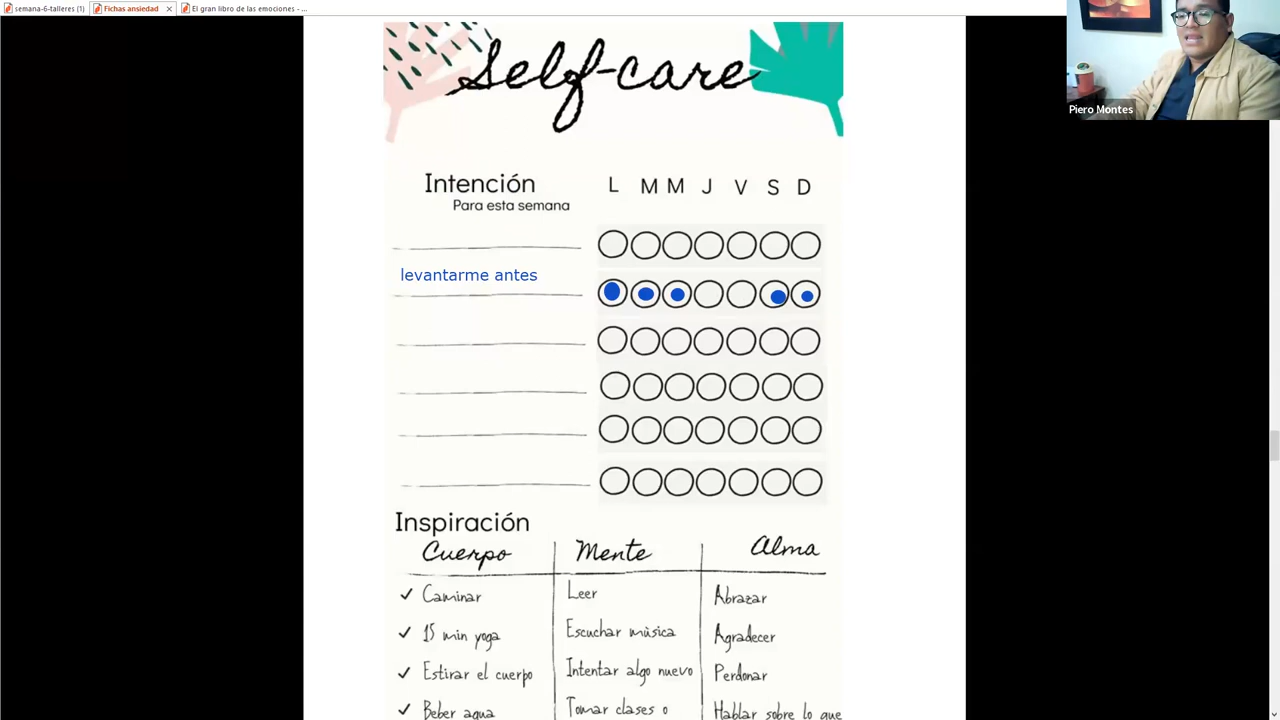 semana-6-talleres (1)
Fichas ansiedad
El gran libro de las emociones - ...
Piero Montes
Self-care
Intención
L M M J V S D
Para esta semana
levantarme antes
Inspiración
Cuerpo Mente Alma
✓ Caminar Leer Abrazar
✓ 15 min yoga Escuchar mùsica Agradecer
✓ Estirar el cuerpo Intentar algo nuevo Perdonar
✓ Beber agua Tomar clases o Hablar sobre lo que